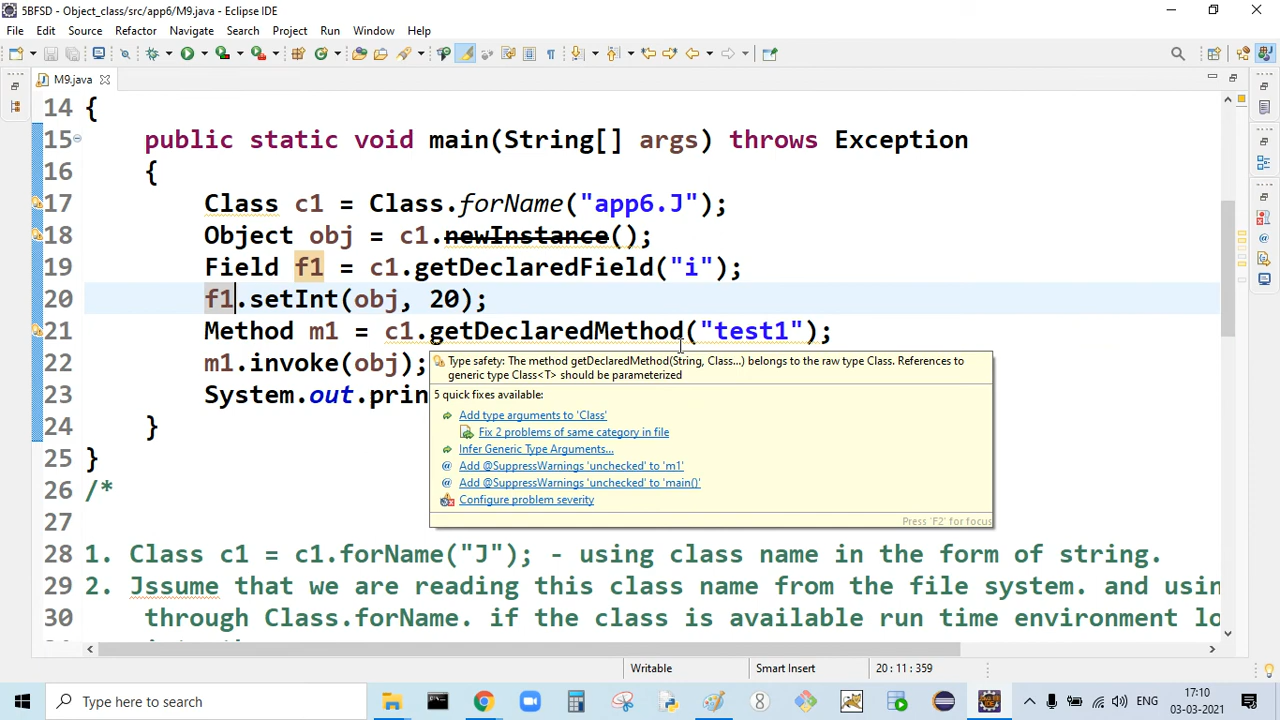 5BFSD - Object_class/src/app6/M9.java - Eclipse IDE
File Edit Source Refactor Navigate Search Project Run Window Help
M9.java
14 {
15 public static void main(String[] args) throws Exception
16 {
17 Class c1 = Class.forName("app6.J");
18 Object obj = c1.newInstance();
19 Field f1 = c1.getDeclaredField("i");
20 f1.setInt(obj, 20);
21 Method m1 = c1.getDeclaredMethod("test1");
22 m1.invoke(obj);
23 System.out.prin
24 }
25 }
26 /*
27
28 1. Class c1 = c1.forName("J"); - using class name in the form of string.
29 2. Jssume that we are reading this class name from the file system. and usin
30 through Class.forName. if the class is available run time environment lo
Type safety: The method getDeclaredMethod(String, Class...) belongs to the raw type Class. References to
generic type Class<T> should be parameterized
5 quick fixes available:
Add type arguments to 'Class'
Fix 2 problems of same category in file
Infer Generic Type Arguments...
@ Add @SuppressWarnings 'unchecked' to 'm1'
@ Add @SuppressWarnings 'unchecked' to 'main()'
Configure problem severity
Press 'F2' for focus
Writable Smart Insert 20 : 11 : 359
Type here to search
ENG
17:10
03-03-2021